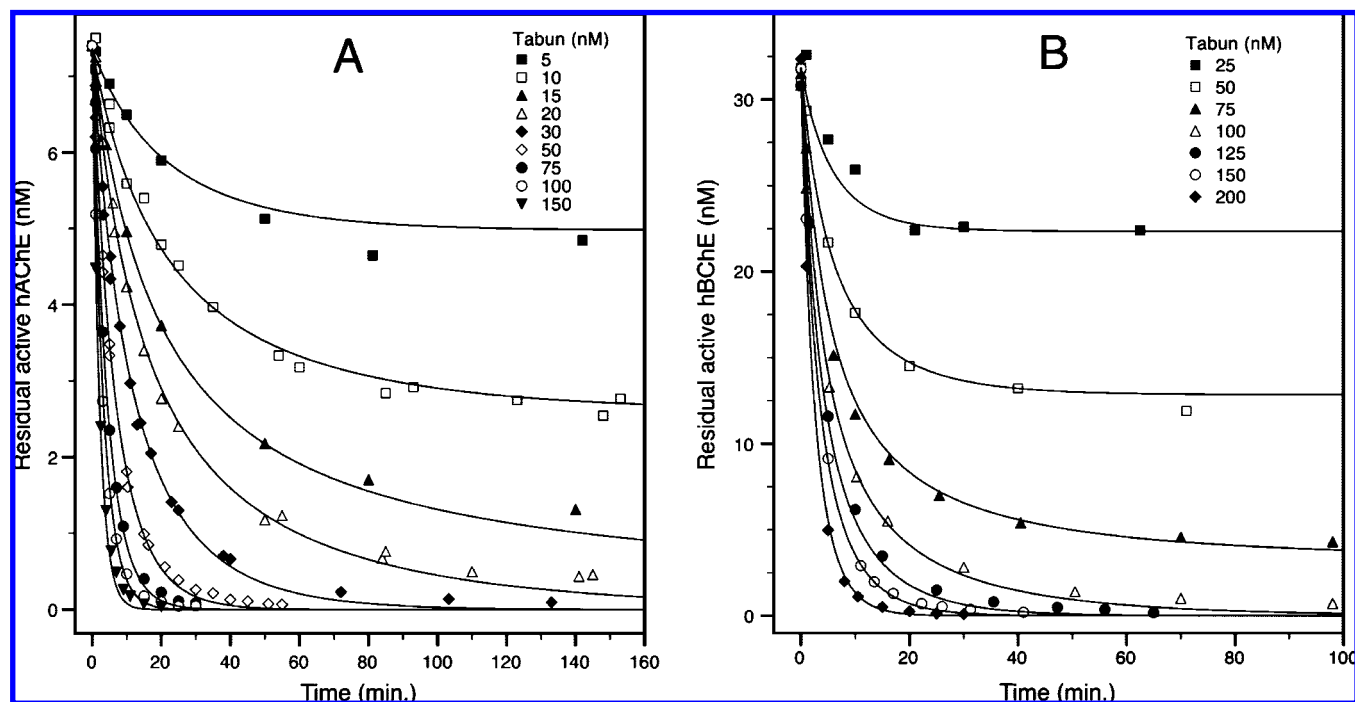 A
Tabun (nM)
5
10
15
20
30
50
75
100
150
Residual active hAChE (nM)
6
4
2
0
0 20 40 60 80 100 120 140 160
Time (min.)
B
Tabun (nM)
25
50
75
100
125
150
200
Residual active hBChE (nM)
30
20
10
0
0 20 40 60 80 100
Time (min.)